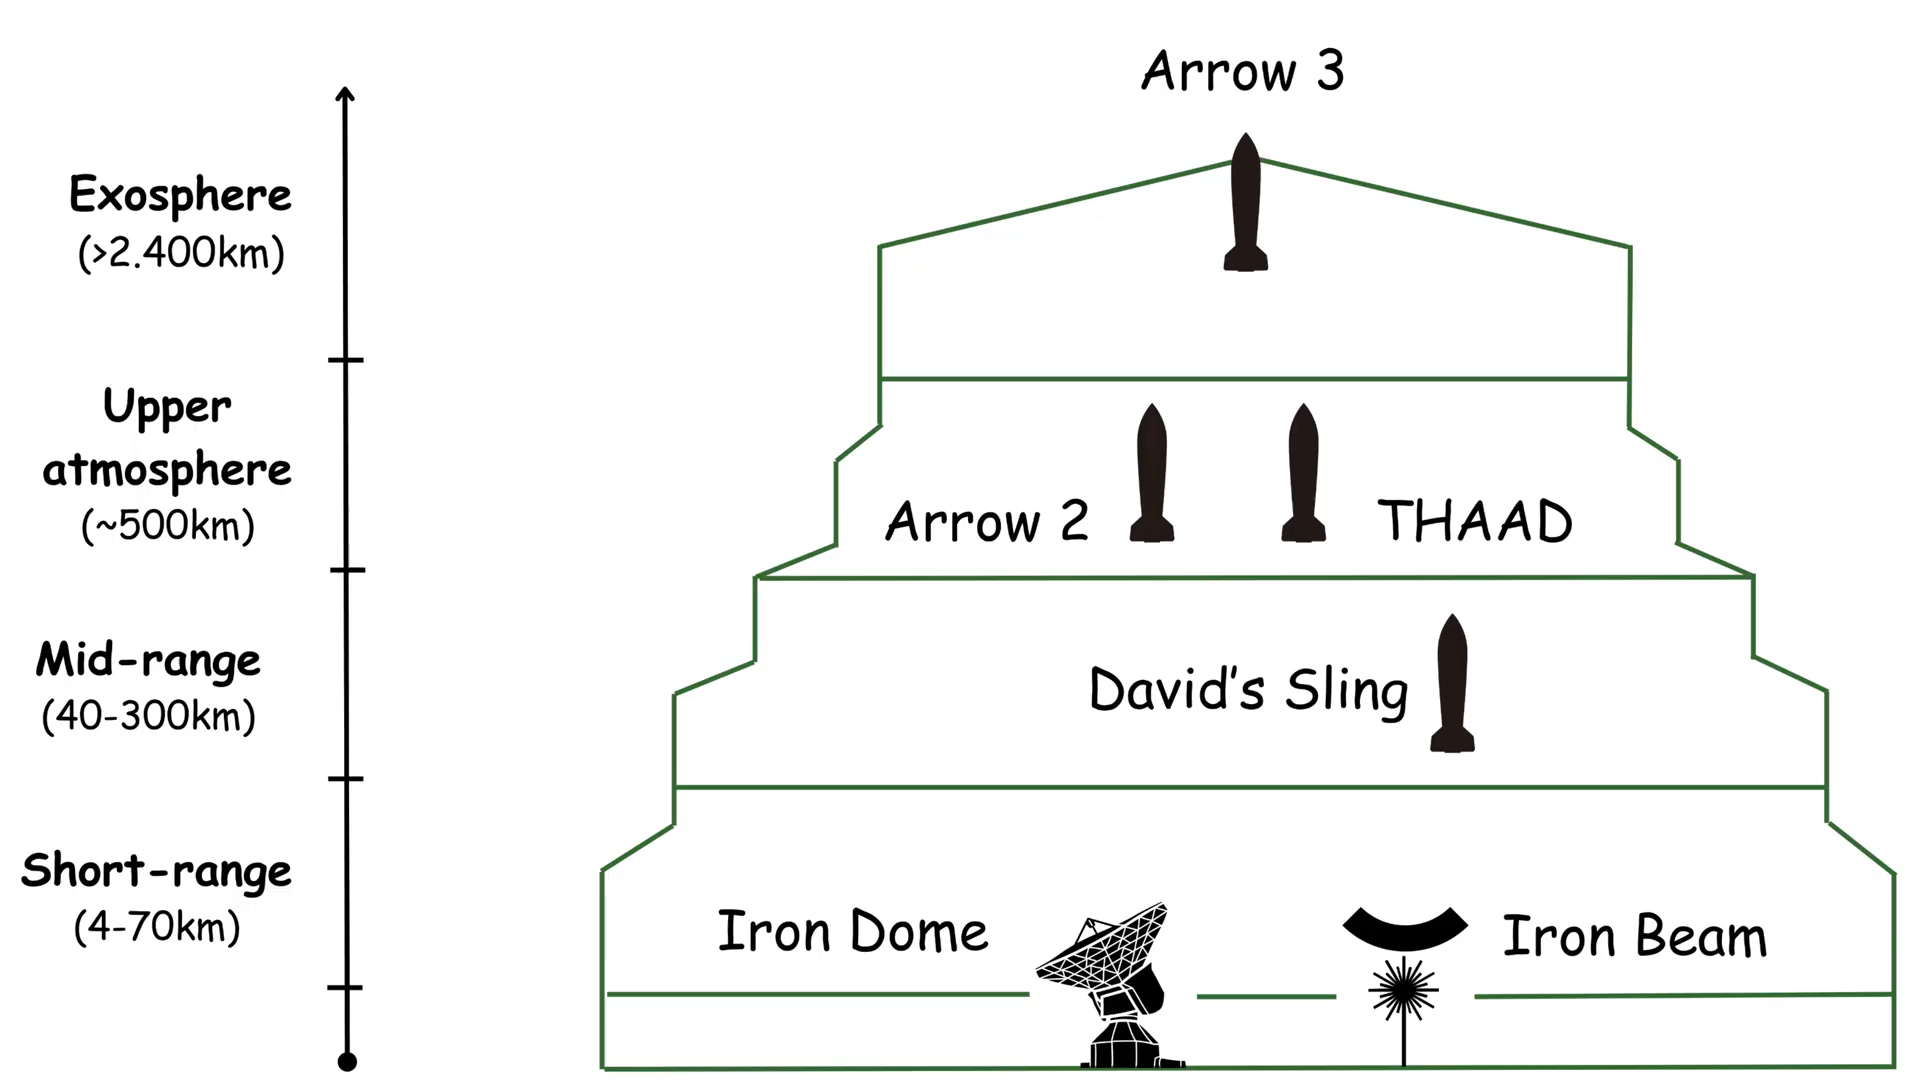 Arrow 3
Exosphere
(>2.400km)
Upper
atmosphere
(~500km)
Arrow 2
THAAD
Mid-range
(40-300km)
David's Sling
Short-range
(4-70km)
Iron Dome
Iron Beam